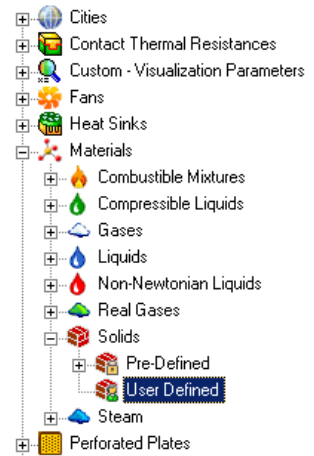 Cities
Contact Thermal Resistances
Custom - Visualization Parameters
Fans
Heat Sinks
Materials
Combustible Mixtures
Compressible Liquids
Gases
Liquids
Non-Newtonian Liquids
Real Gases
Solids
Pre-Defined
User Defined
Steam
Perforated Plates